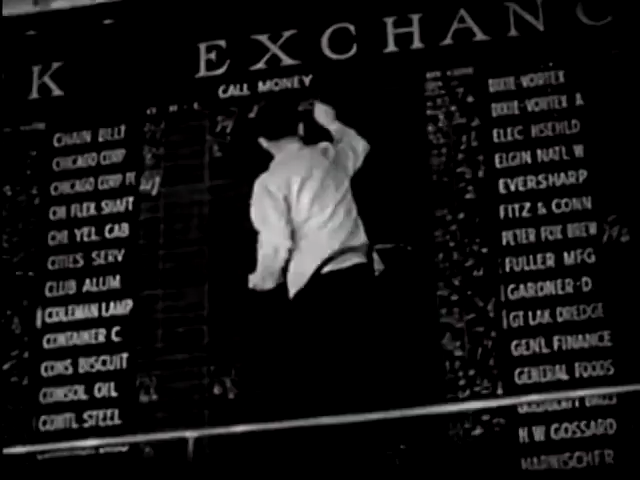 K EXCHANG
CALL MONEY
CHAIN BELT
CHICAGO CORP
CHICAGO CORP PF
CHI FLEX SHAFT
CHI YEL CAB
CITIES SERV
CLUB ALUM
COLEMAN LAMP
CONTAINER C
CONS BISCUIT
CONSOL OIL
CONTL STEEL
DIXIE-VORTEX
DIXIE-VORTEX A
ELEC HSEHLD
ELGIN NATL W
EVERSHARP
FITZ & CONN
PETER FOX BREW
FULLER MFG
GARDNER-D
GT LAK DREDGE
GENL FINANCE
GENERAL FOODS
H W GOSSARD
HARNISCHFR